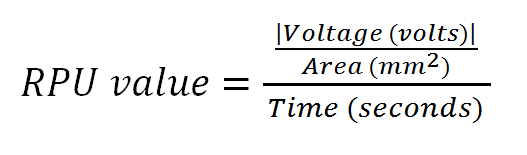 |Voltage (volts)|
Area (mm²)
RPU value =
Time (seconds)